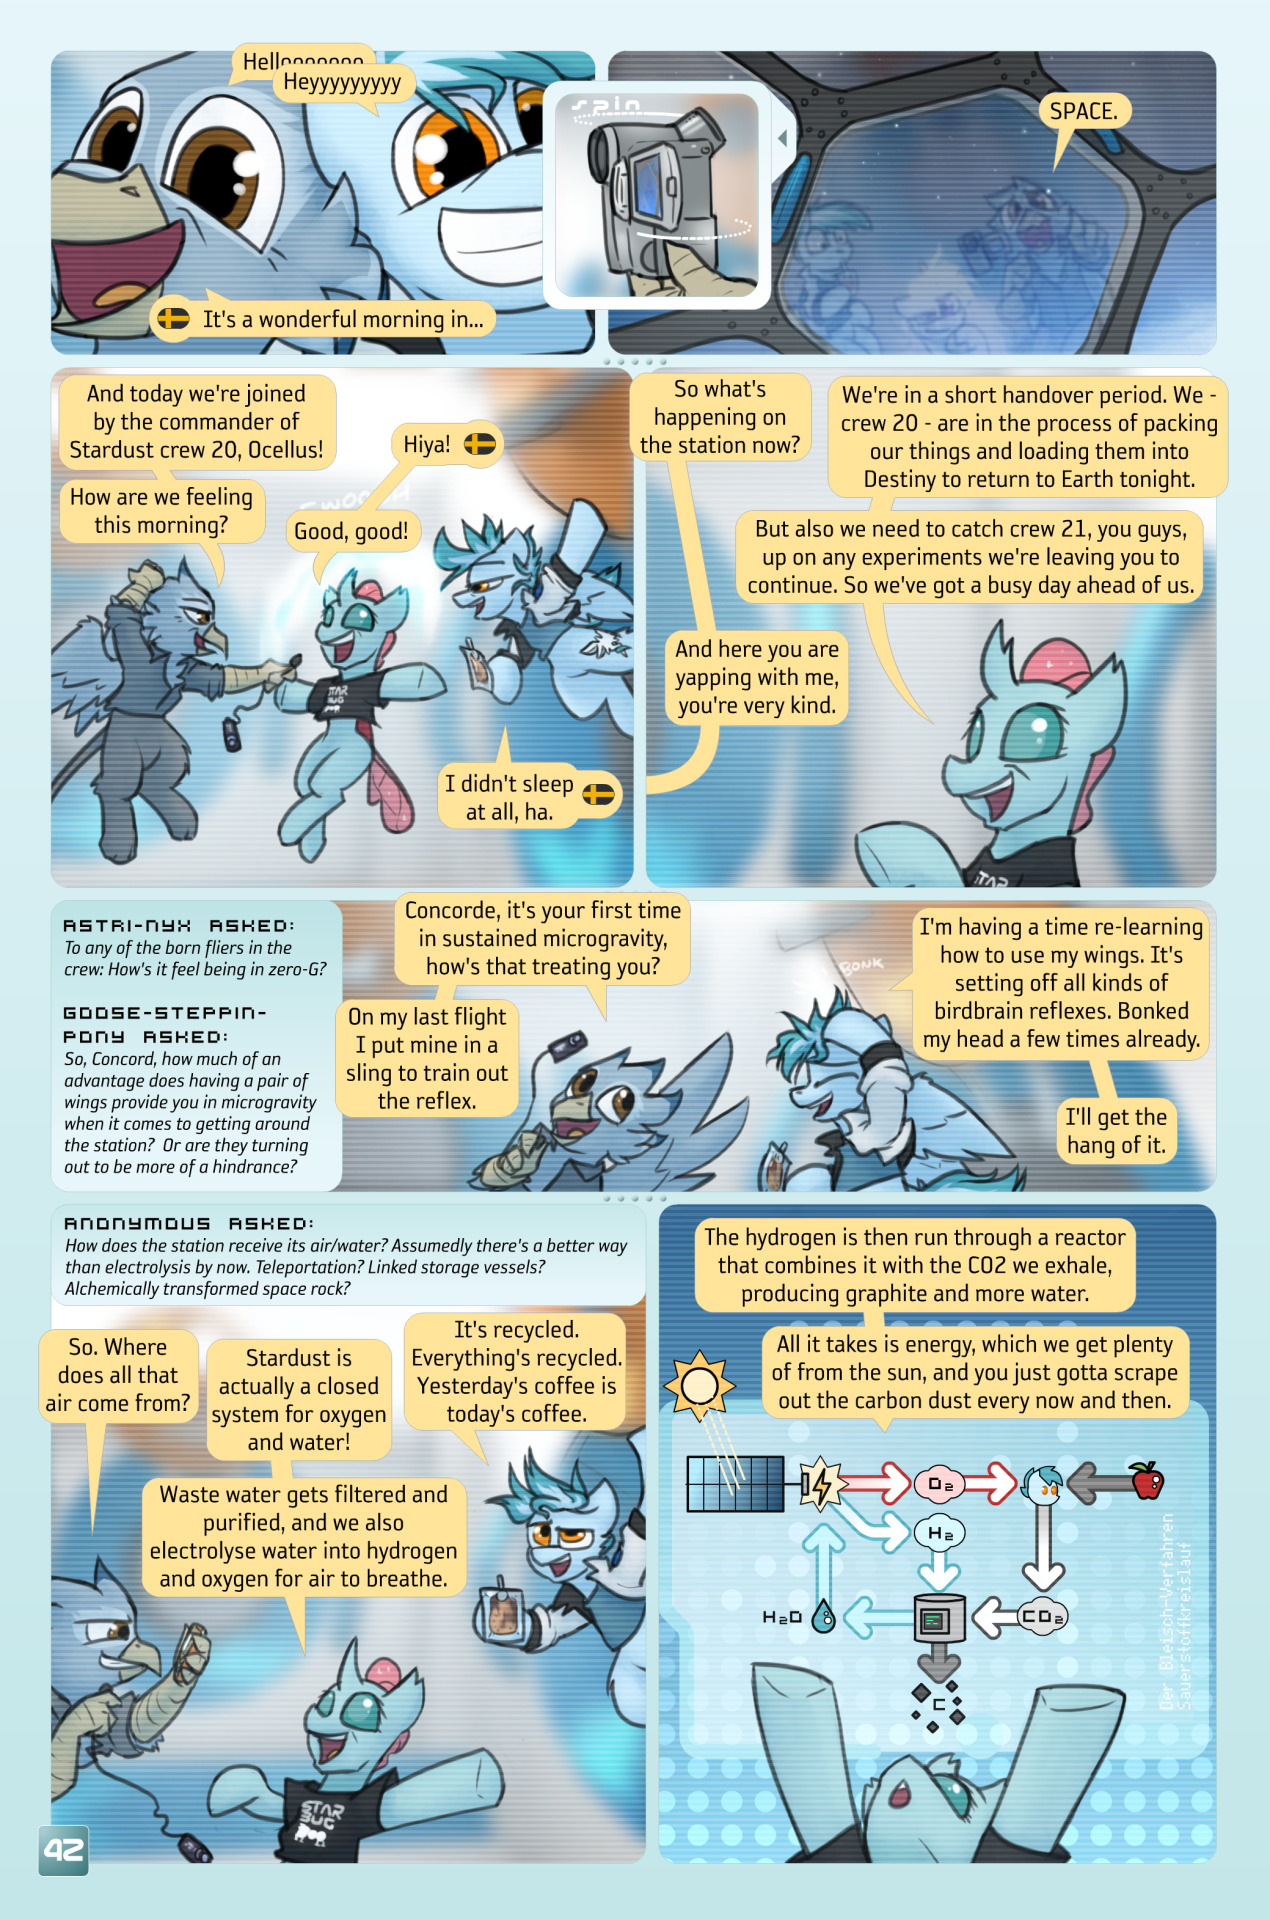 Hellooooooo
Heyyyyyyyyy
It's a wonderful morning in...
spin
SPACE.
And today we're joined
by the commander of
Stardust crew 20, Ocellus!
How are we feeling
this morning?
Hiya!
Good, good!
SWOOSH
I didn't sleep
at all, ha.
STAR
BUG
So what's
happening on
the station now?
We're in a short handover period. We -
crew 20 - are in the process of packing
our things and loading them into
Destiny to return to Earth tonight.
But also we need to catch crew 21, you guys,
up on any experiments we're leaving you to
continue. So we've got a busy day ahead of us.
And here you are
yapping with me,
you're very kind.
STAR
ASTRI-NYX ASKED:
To any of the born fliers in the
crew: How's it feel being in zero-G?
GOOSE-STEPPIN-
PONY ASKED:
So, Concord, how much of an
advantage does having a pair of
wings provide you in microgravity
when it comes to getting around
the station? Or are they turning
out to be more of a hindrance?
Concorde, it's your first time
in sustained microgravity,
how's that treating you?
On my last flight
I put mine in a
sling to train out
the reflex.
BONK
I'm having a time re-learning
how to use my wings. It's
setting off all kinds of
birdbrain reflexes. Bonked
my head a few times already.
I'll get the
hang of it.
ANONYMOUS ASKED:
How does the station receive its air/water? Assumedly there's a better way
than electrolysis by now. Teleportation? Linked storage vessels?
Alchemically transformed space rock?
So. Where
does all that
air come from?
Stardust is
actually a closed
system for oxygen
and water!
It's recycled.
Everything's recycled.
Yesterday's coffee is
today's coffee.
Waste water gets filtered and
purified, and we also
electrolyse water into hydrogen
and oxygen for air to breathe.
STAR
BUG
The hydrogen is then run through a reactor
that combines it with the CO2 we exhale,
producing graphite and more water.
All it takes is energy, which we get plenty
of from the sun, and you just gotta scrape
out the carbon dust every now and then.
O₂
H₂
H₂O
CO₂
C
Der Bleisch-Verfahren
Sauerstoffkreislauf
42